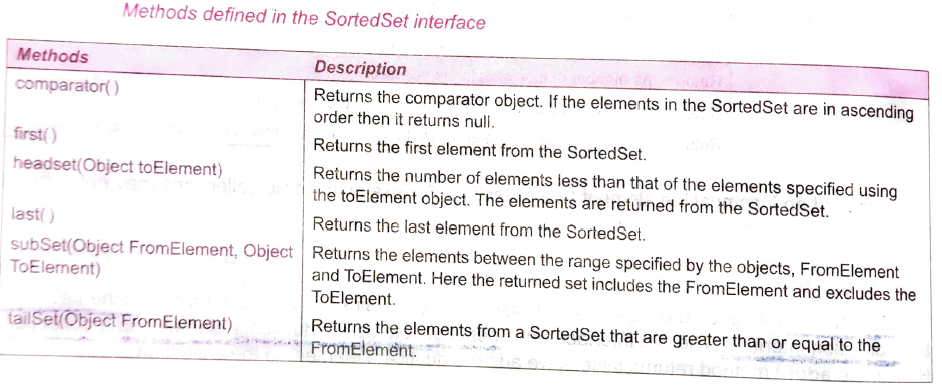 Methods defined in the SortedSet interface
Methods
Description
comparator( )
Returns the comparator object. If the elements in the SortedSet are in ascending
order then it returns null.
first( )
Returns the first element from the SortedSet.
headset(Object toElement)
Returns the number of elements less than that of the elements specified using
the toElement object. The elements are returned from the SortedSet.
last( )
Returns the last element from the SortedSet.
subSet(Object FromElement, Object
ToElement)
Returns the elements between the range specified by the objects, FromElement
and ToElement. Here the returned set includes the FromElement and excludes the
ToElement.
tailSet(Object FromElement)
Returns the elements from a SortedSet that are greater than or equal to the
FromElement.